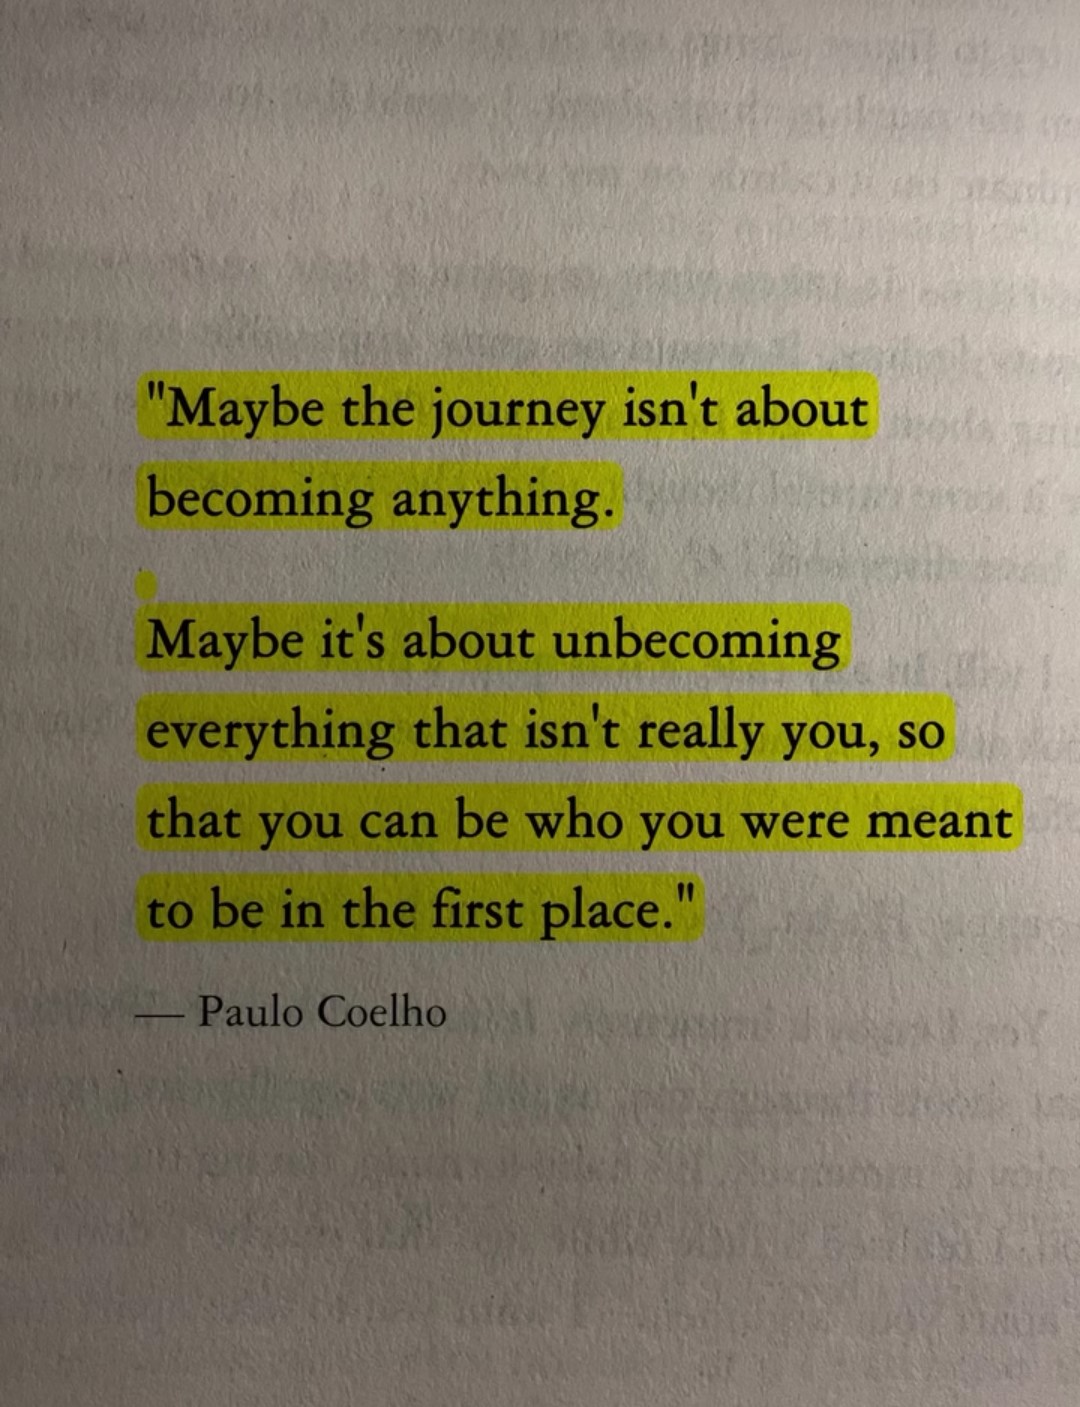 "Maybe the journey isn't about
becoming anything.
Maybe it's about unbecoming
everything that isn't really you, so
that you can be who you were meant
to be in the first place."
— Paulo Coelho